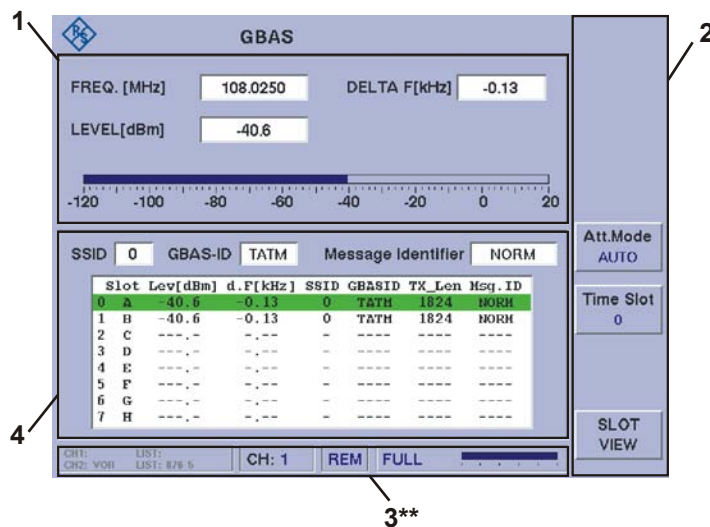 1
2
R S
GBAS
FREQ. [MHz] 108.0250 DELTA F[kHz] -0.13
LEVEL[dBm] -40.6
-120 -100 -80 -60 -40 -20 0 20
Att.Mode
AUTO
Time Slot
0
SLOT
VIEW
SSID 0 GBAS-ID TATM Message Identifier NORM
Slot Lev[dBm] d.F[kHz] SSID GBASID TX_Len Msg.ID
0 A -40.6 -0.13 0 TATM 1824 NORM
1 B -40.6 -0.13 0 TATM 1824 NORM
2 C ---.- -.--- - ---- ---- ----
3 D ---.- -.--- - ---- ---- ----
4 E ---.- -.--- - ---- ---- ----
5 F ---.- -.--- - ---- ---- ----
6 G ---.- -.--- - ---- ---- ----
7 H ---.- -.--- - ---- ---- ----
4
CH1: LIST:
CH2: LIST:
CH: 1 REM FULL
3**